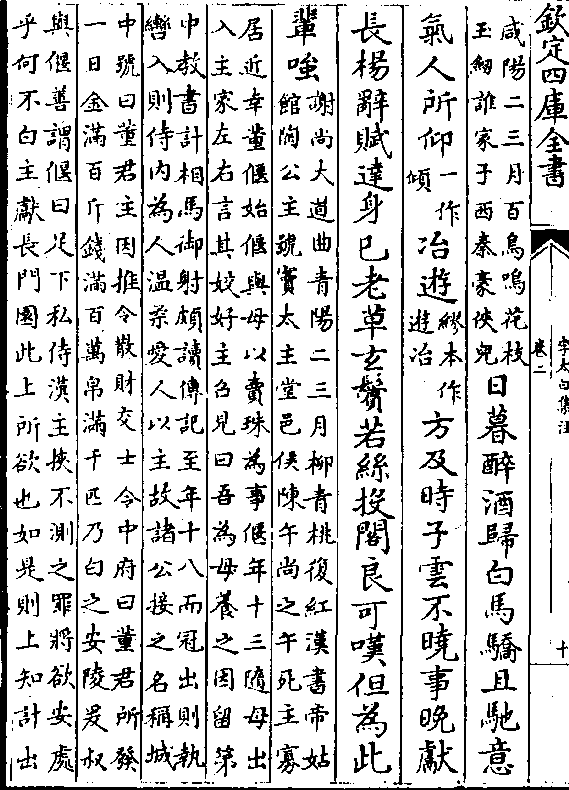 欽定四庫全書
李太白集注
卷二
十
咸陽二三月百鳥鳴花枝
玉劒誰家子西秦豪俠兒
日暮醉酒歸白馬驕且馳意
氣人所仰
一作
傾
冶遊
繆本作
遊冶
方及時子雲不曉事晚獻
長楊辭賦達身已老草玄鬢若絲投閣良可嘆但為此
輩嗤
謝尚大道曲青陽二三月柳青桃復紅漢書帝姑
館陶公主號竇太主堂邑侯陳午尚之午死主寡
居近幸董偃始偃與母以賣珠為事偃年十三隨母出
入主家左右言其姣好主召見曰吾為母養之因留第
中教書計相馬御射頗讀傳記至年十八而冠出則執
轡入則侍内為人温柔愛人以主故諸公接之名稱城
中號曰董君主因推令散財交士令中府曰董君所發
一日金滿百斤錢滿百萬帛滿千匹乃白之安陵爰叔
與偃善謂偃曰足下私侍漢主挾不測之罪將欲安處
乎何不白主獻長門園此上所欲也如是則上知計出